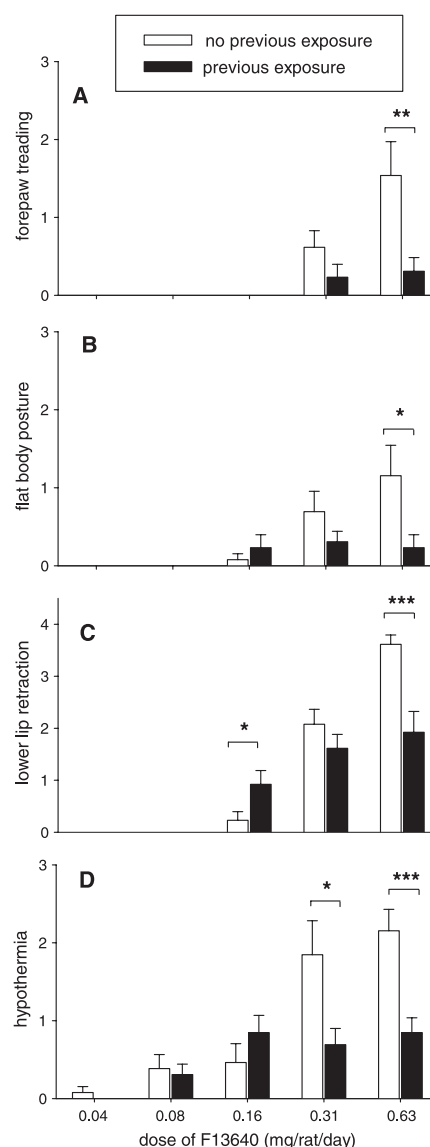 no previous exposure
previous exposure
A
forepaw treading
3
2
1
0
**
B
flat body posture
3
2
1
0
*
C
lower lip retraction
4
3
2
1
0
*
***
D
hypothermia
3
2
1
0
*
***
0.04 0.08 0.16 0.31 0.63
dose of F13640 (mg/rat/day)